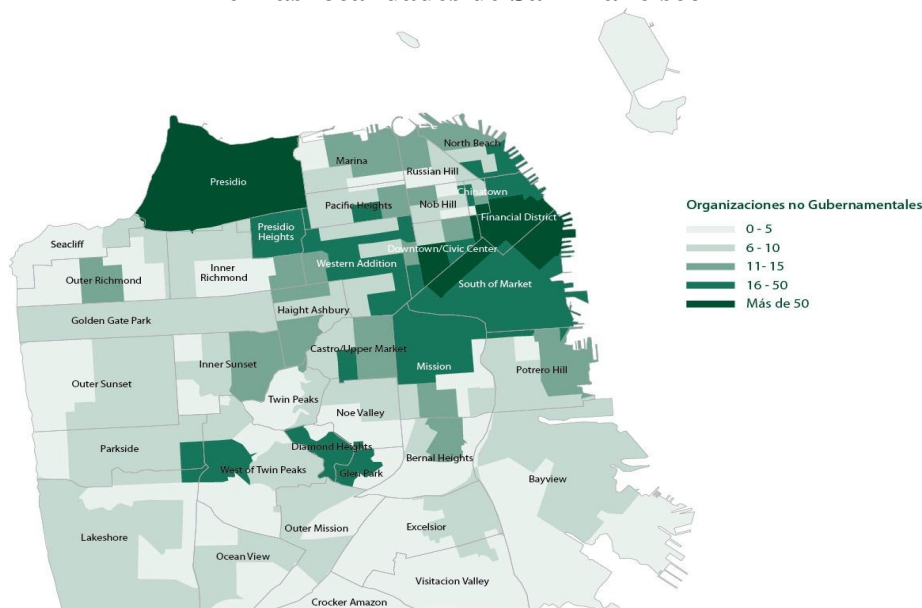 North Beach
Marina
Russian Hill
Presidio
Chinatown
Pacific Heights
Nob Hill
Financial District
Presidio
Heights
Seacliff
Downtown/Civic Center
Inner
Richmond
Western Addition
Outer Richmond
South of Market
Haight Ashbury
Golden Gate Park
Castro/Upper Market
Inner Sunset
Mission
Potrero Hill
Outer Sunset
Twin Peaks
Noe Valley
Diamond Heights
Parkside
Bernal Heights
West of Twin Peaks
Glen Park
Bayview
Outer Mission
Excelsior
Lakeshore
Ocean View
Visitacion Valley
Crocker Amazon
Organizaciones no Gubernamentales
0 - 5
6 - 10
11- 15
16 - 50
Más de 50